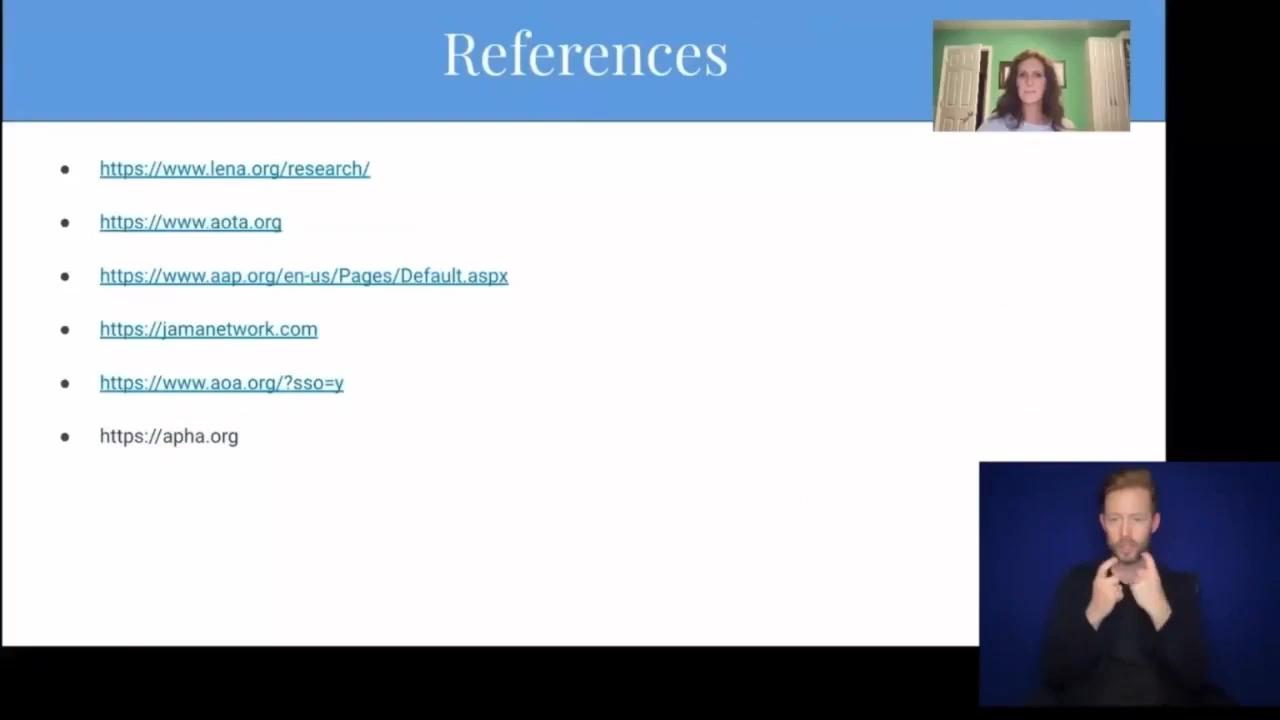 References
https://www.lena.org/research/
https://www.aota.org
https://www.aap.org/en-us/Pages/Default.aspx
https://jamanetwork.com
https://www.aoa.org/?sso=y
https://apha.org